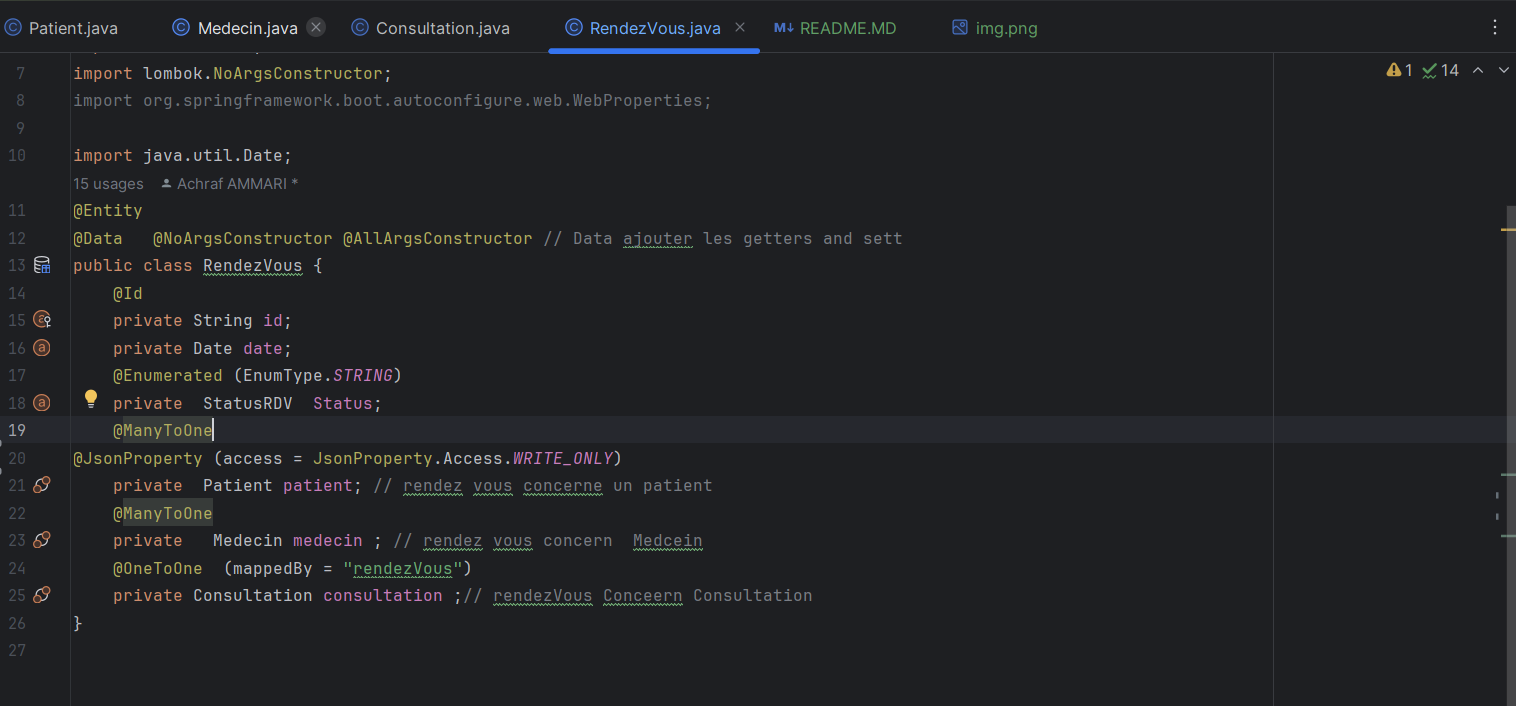 Patient.java Medecin.java Consultation.java RendezVous.java M↓ README.MD img.png
1 14
7 import lombok.NoArgsConstructor;
8 import org.springframework.boot.autoconfigure.web.WebProperties;
9
10 import java.util.Date;
15 usages Achraf AMMARI *
11 @Entity
12 @Data @NoArgsConstructor @AllArgsConstructor // Data ajouter les getters and sett
13 public class RendezVous {
14 @Id
15 private String id;
16 private Date date;
17 @Enumerated (EnumType.STRING)
18 private StatusRDV Status;
19 @ManyToOne
20 @JsonProperty (access = JsonProperty.Access.WRITE_ONLY)
21 private Patient patient; // rendez vous concerne un patient
22 @ManyToOne
23 private Medecin medecin ; // rendez vous concern Medcein
24 @OneToOne (mappedBy = "rendezVous")
25 private Consultation consultation ;// rendezVous Conceern Consultation
26 }
27